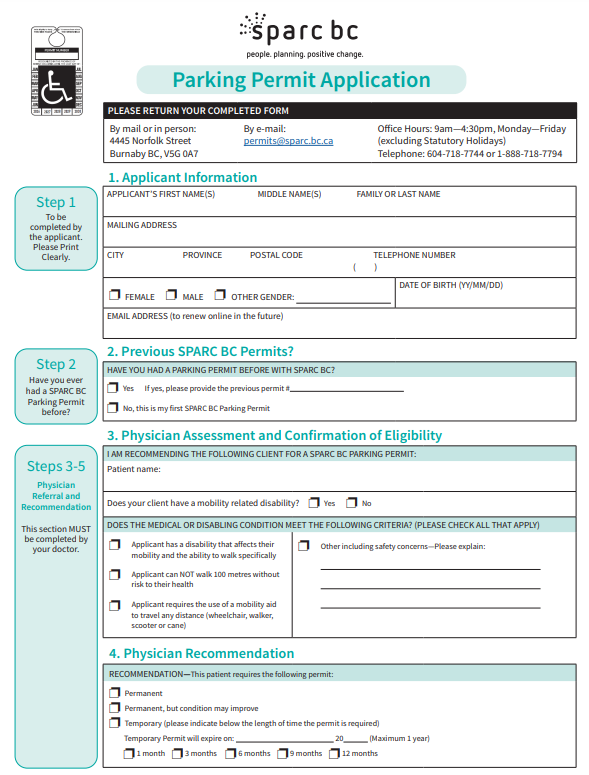 sparc bc
people. planning. positive change.
Parking Permit Application
PLEASE RETURN YOUR COMPLETED FORM
By mail or in person:
4445 Norfolk Street
Burnaby BC, V5G 0A7
By e-mail:
permits@sparc.bc.ca
Office Hours: 9am—4:30pm, Monday—Friday
(excluding Statutory Holidays)
Telephone: 604-718-7744 or 1-888-718-7794
1. Applicant Information
Step 1
To be
completed by
the applicant.
Please Print
Clearly.
APPLICANT'S FIRST NAME(S) MIDDLE NAME(S) FAMILY OR LAST NAME
MAILING ADDRESS
CITY PROVINCE POSTAL CODE TELEPHONE NUMBER
( )
FEMALE MALE OTHER GENDER:
DATE OF BIRTH (YY/MM/DD)
EMAIL ADDRESS (to renew online in the future)
2. Previous SPARC BC Permits?
Step 2
Have you ever
had a SPARC BC
Parking Permit
before?
HAVE YOU HAD A PARKING PERMIT BEFORE WITH SPARC BC?
Yes If yes, please provide the previous permit #
No, this is my first SPARC BC Parking Permit
3. Physician Assessment and Confirmation of Eligibility
Steps 3-5
Physician
Referral and
Recommendation
This section MUST
be completed by
your doctor.
I AM RECOMMENDING THE FOLLOWING CLIENT FOR A SPARC BC PARKING PERMIT:
Patient name:
Does your client have a mobility related disability? Yes No
DOES THE MEDICAL OR DISABLING CONDITION MEET THE FOLLOWING CRITERIA? (PLEASE CHECK ALL THAT APPLY)
Applicant has a disability that affects their
mobility and the ability to walk specifically
Applicant can NOT walk 100 metres without
risk to their health
Applicant requires the use of a mobility aid
to travel any distance (wheelchair, walker,
scooter or cane)
Other including safety concerns—Please explain:
4. Physician Recommendation
RECOMMENDATION—This patient requires the following permit:
Permanent
Permanent, but condition may improve
Temporary (please indicate below the length of time the permit is required)
Temporary Permit will expire on: 20 (Maximum 1 year)
1 month 3 months 6 months 9 months 12 months